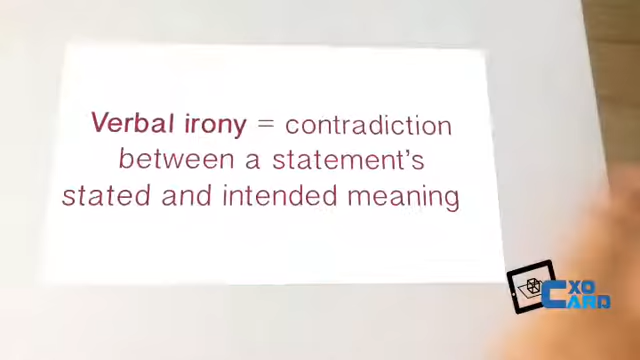 Verbal irony = contradiction
between a statement's
stated and intended meaning
CXO
CARD